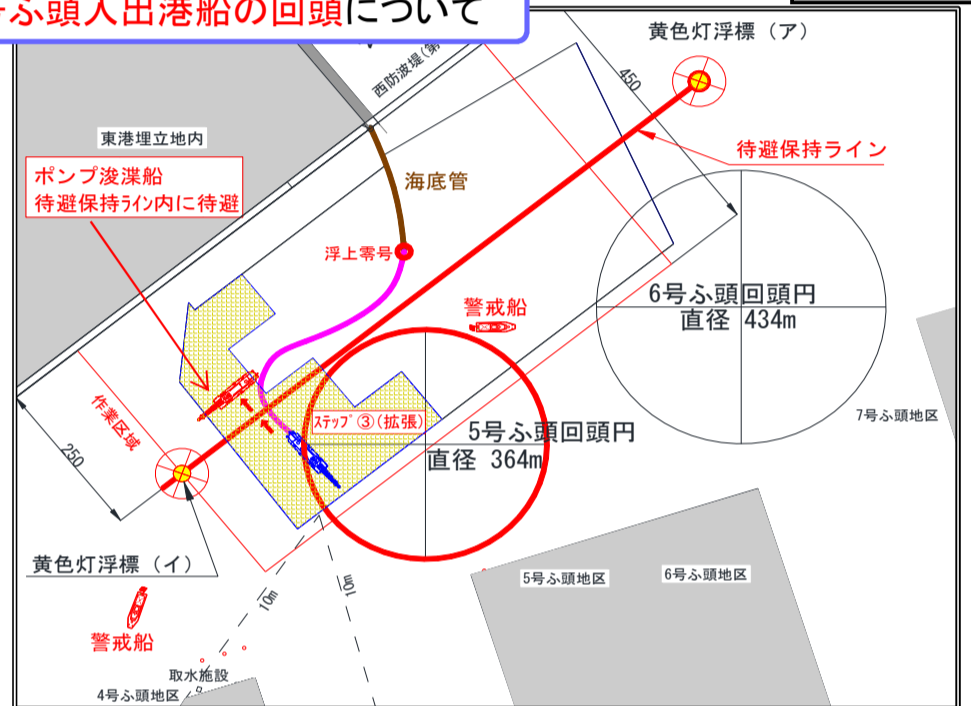 ふ頭入出港船の回頭について
黄色灯浮標（ア）
西防波堤(第
450
東港埋立地内
待避保持ライン
ポンプ浚渫船
待避保持ライン内に待避
海底管
浮上零号
警戒船
6号ふ頭回頭円
直径 434m
作業区域
ステップ③(拡張)
5号ふ頭回頭円
直径 364m
7号ふ頭地区
250
黄色灯浮標（イ）
5号ふ頭地区
6号ふ頭地区
10m
10m
警戒船
取水施設
4号ふ頭地区